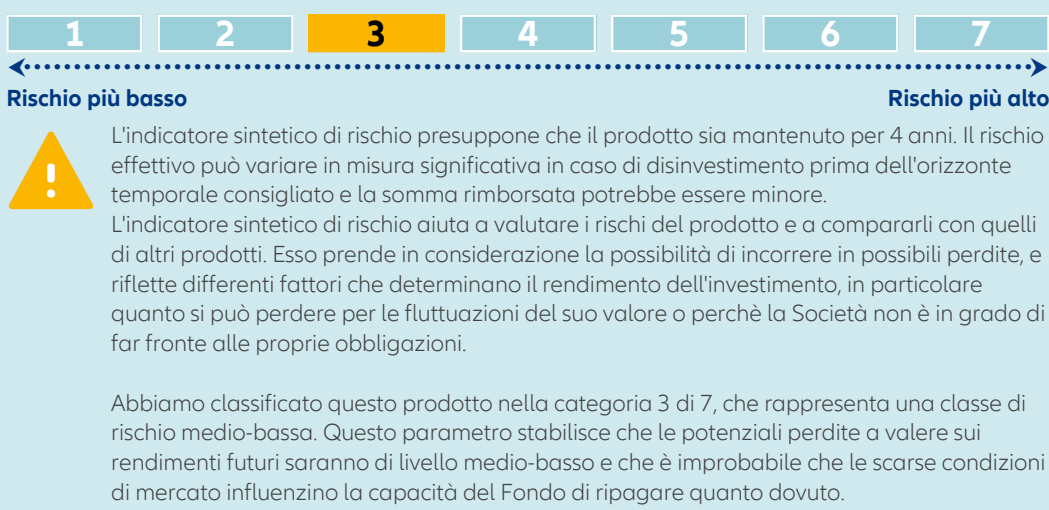 1 2 3 4 5 6 7
Rischio più basso Rischio più alto
L'indicatore sintetico di rischio presuppone che il prodotto sia mantenuto per 4 anni. Il rischio
effettivo può variare in misura significativa in caso di disinvestimento prima dell'orizzonte
temporale consigliato e la somma rimborsata potrebbe essere minore.
L'indicatore sintetico di rischio aiuta a valutare i rischi del prodotto e a compararli con quelli
di altri prodotti. Esso prende in considerazione la possibilità di incorrere in possibili perdite, e
riflette differenti fattori che determinano il rendimento dell'investimento, in particolare
quanto si può perdere per le fluttuazioni del suo valore o perchè la Società non è in grado di
far fronte alle proprie obbligazioni.
Abbiamo classificato questo prodotto nella categoria 3 di 7, che rappresenta una classe di
rischio medio-bassa. Questo parametro stabilisce che le potenziali perdite a valere sui
rendimenti futuri saranno di livello medio-basso e che è improbabile che le scarse condizioni
di mercato influenzino la capacità del Fondo di ripagare quanto dovuto.